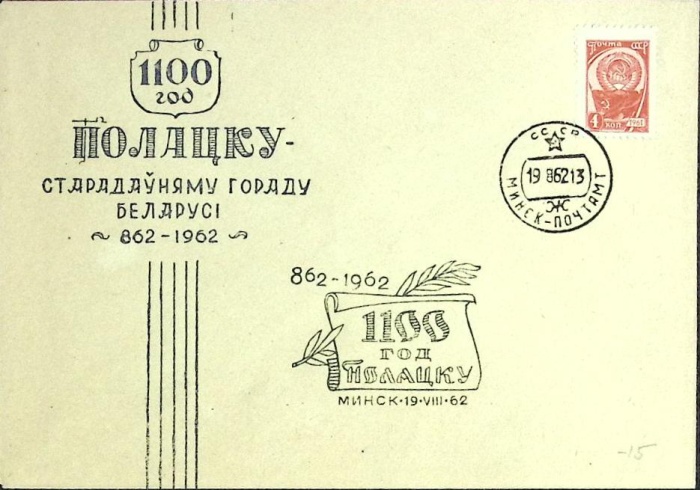 1100
год
ПОЛАЦКУ-
СТАРАДАЎНЯМУ ГОРАДУ
БЕЛАРУСІ
~ 862-1962 ~
ПОЧТА СССР
4 КОП. 1961
СССР
19 8 62 13
Ж
МИНСК-ПОЧТАМТ
862-1962
1100
ГОД
ПОЛАЦКУ
МИНСК·19·VIII·62
-15